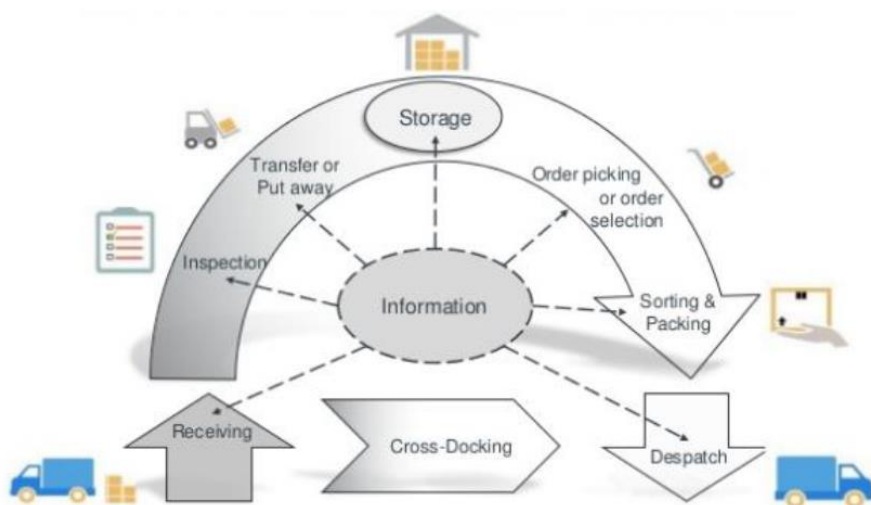 Storage
Transfer or
Put away
Order picking
or order
selection
Inspection
Information
Sorting &
Packing
Receiving
Cross-Docking
Despatch